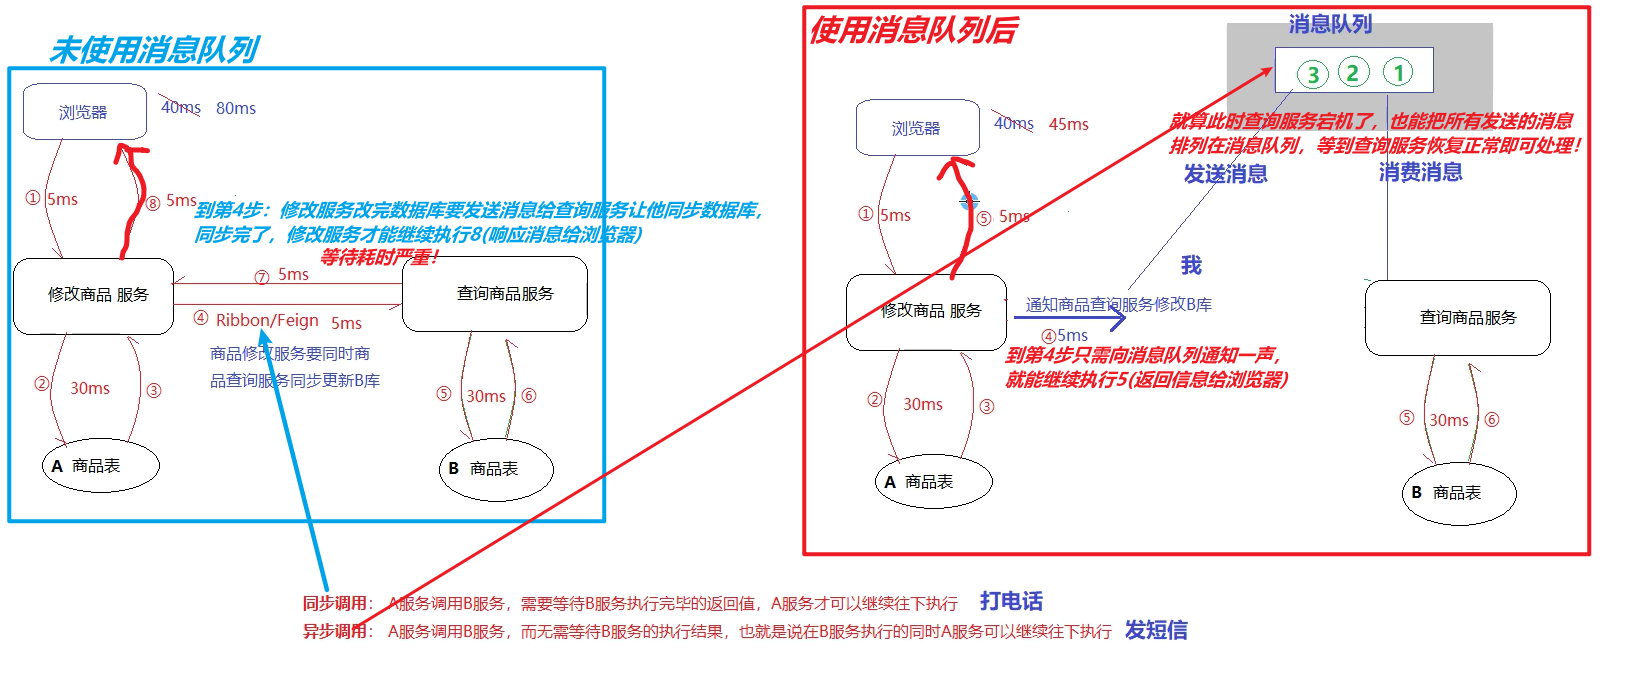 未使用消息队列
浏览器
40ms 80ms
① 5ms
⑧ 5ms
到第4步：修改服务改完数据库要发送消息给查询服务让他同步数据库，
同步完了，修改服务才能继续执行8(响应消息给浏览器)
等待耗时严重！
修改商品 服务
⑦ 5ms
查询商品服务
④ Ribbon/Feign 5ms
商品修改服务要同时商
品查询服务同步更新B库
② 30ms ③
⑤ 30ms ⑥
A 商品表
B 商品表
使用消息队列后
消息队列
③ ② ①
浏览器
40ms 45ms
就算此时查询服务宕机了，也能把所有发送的消息
排列在消息队列，等到查询服务恢复正常即可处理！
发送消息
消费消息
① 5ms
⑤ 5ms
我
修改商品 服务
通知商品查询服务修改B库
④5ms
查询商品服务
到第4步只需向消息队列通知一声，
就能继续执行5(返回信息给浏览器)
② 30ms ③
⑤ 30ms ⑥
A 商品表
B 商品表
同步调用： A服务调用B服务，需要等待B服务执行完毕的返回值，A服务才可以继续往下执行 打电话
异步调用： A服务调用B服务，而无需等待B服务的执行结果，也就是说在B服务执行的同时A服务可以继续往下执行 发短信